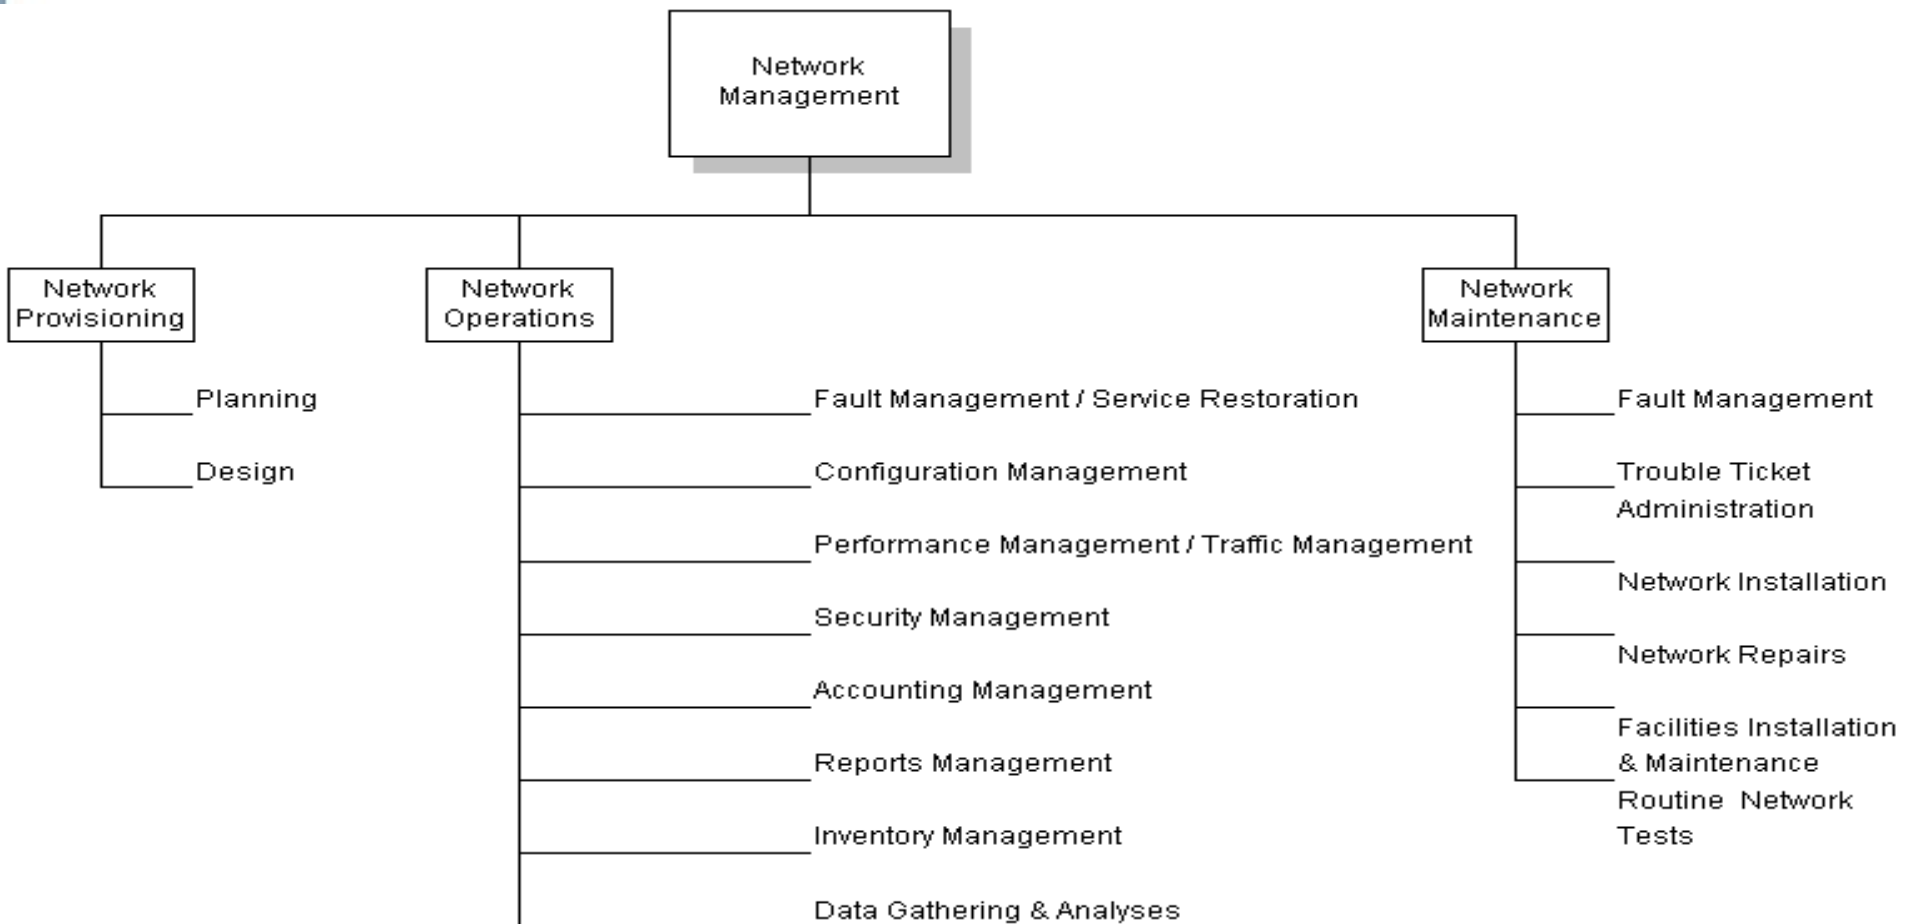 Network
Management
Network
Provisioning
Planning
Design
Network
Operations
Fault Management / Service Restoration
Configuration Management
Performance Management / Traffic Management
Security Management
Accounting Management
Reports Management
Inventory Management
Data Gathering & Analyses
Network
Maintenance
Fault Management
Trouble Ticket
Administration
Network Installation
Network Repairs
Facilities Installation
& Maintenance
Routine Network
Tests